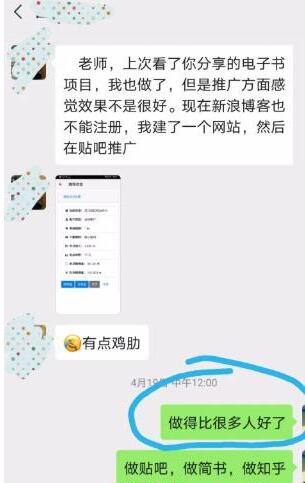 老师，上次看了你分享的电子书
项目，我也做了，但是推广方面感
觉效果不是很好。现在新浪博客也
不能注册，我建了一个网站，然后
在贴吧推广
有点鸡肋
4月19日 中午12:00
做得比很多人好了
做贴吧，做简书，做知乎